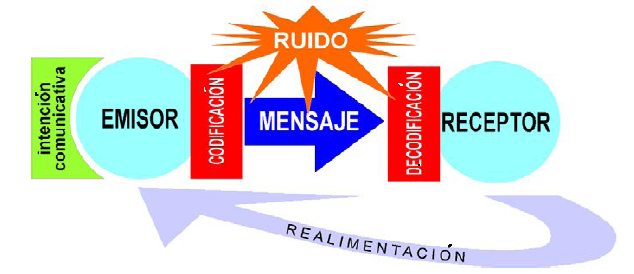 RUIDO
intención
comunicativa
EMISOR
CODIFICACIÓN
MENSAJE
DECODIFICACIÓN
RECEPTOR
REALIMENTACIÓN